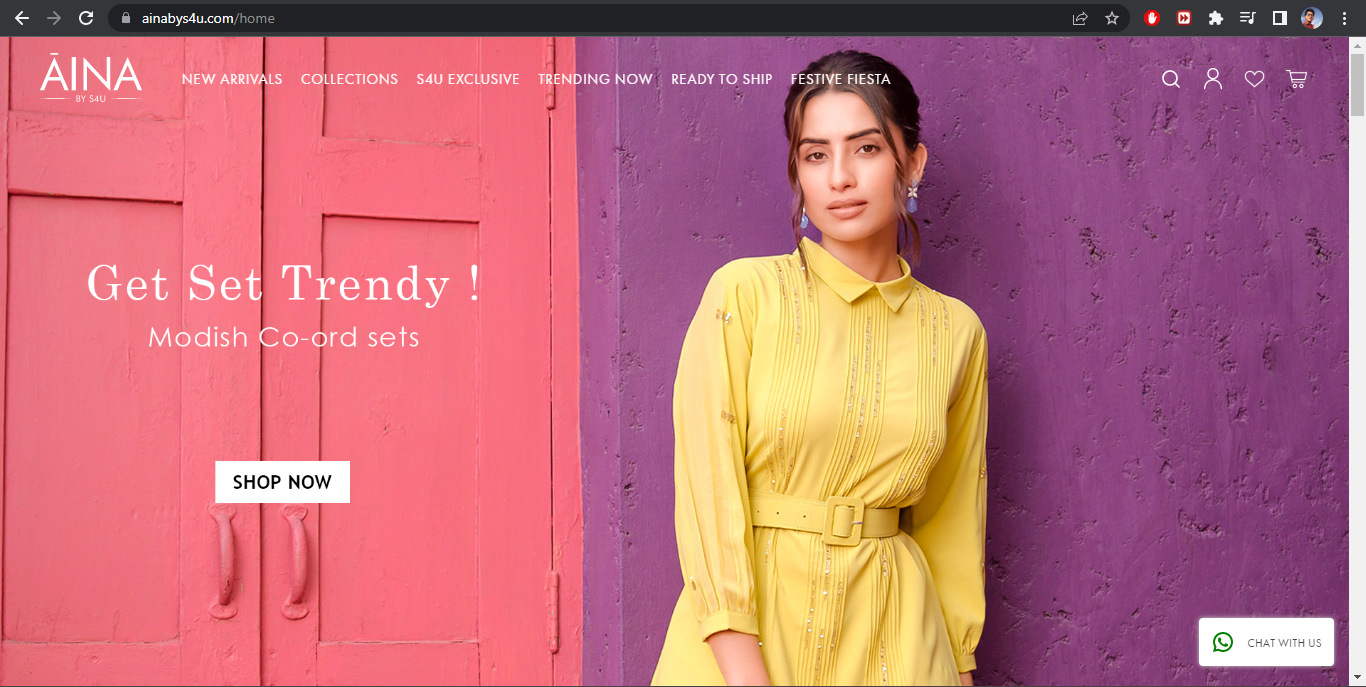 ainabys4u.com/home
ĀINA
BY S4U
NEW ARRIVALS COLLECTIONS S4U EXCLUSIVE TRENDING NOW READY TO SHIP FESTIVE FIESTA
Get Set Trendy !
Modish Co-ord sets
SHOP NOW
CHAT WITH US